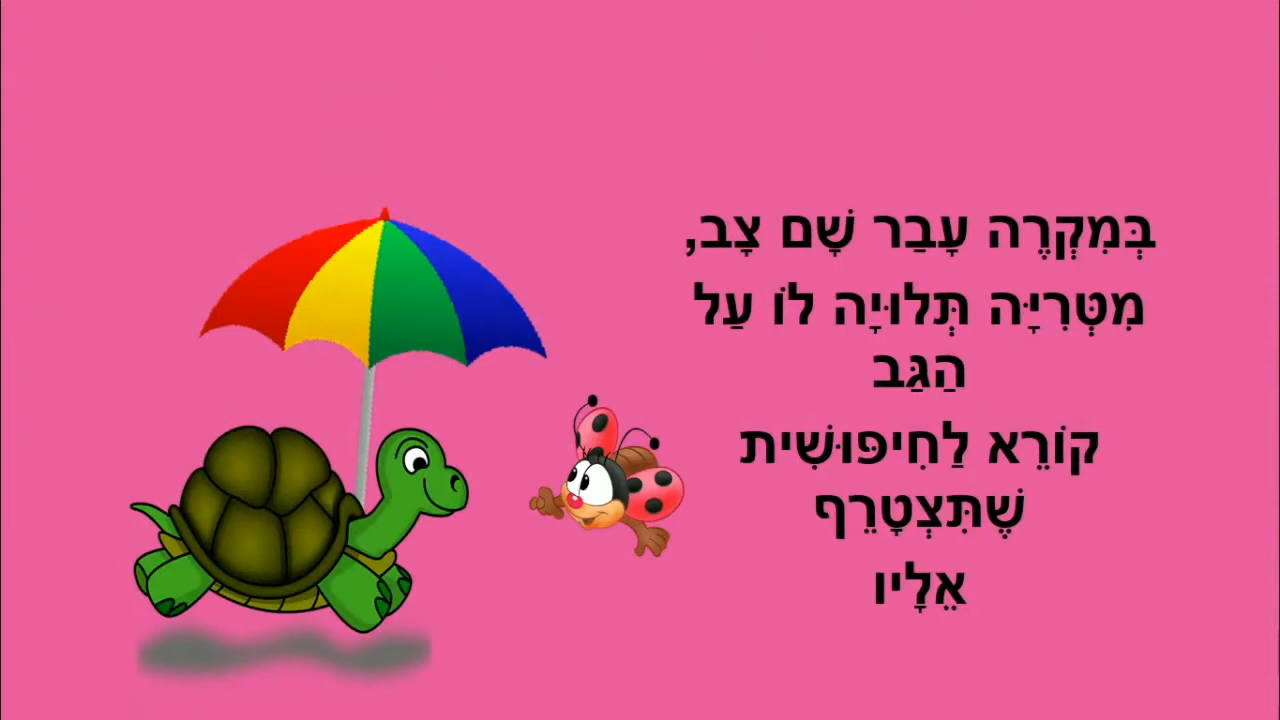 בְּמִקְרֶה עָבַר שָׁם צָב,
מִטְּרִיָּה תְּלוּיָה לוֹ עַל
הַגַּב
קוֹרֵא לַחִיפּוּשִׁית
שֶׁתִּצְטָרֵף
אֵלָיו